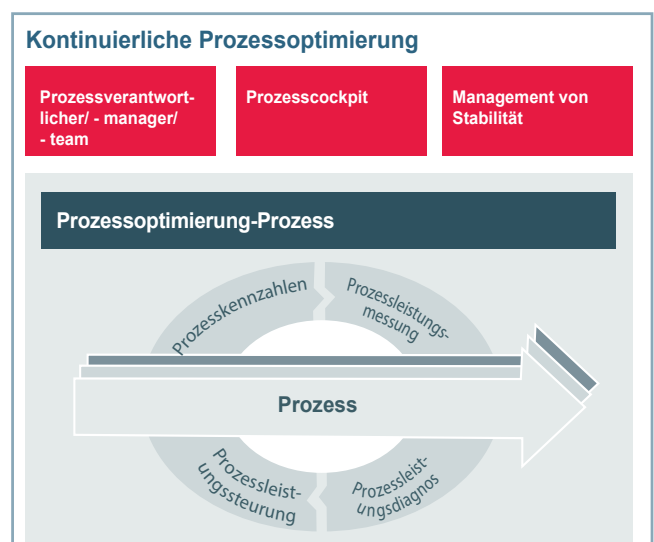 Kontinuierliche Prozessoptimierung
Prozessverantwort-
licher/ - manager/
- team
Prozesscockpit
Management von
Stabilität
Prozessoptimierung-Prozess
Prozesskennzahlen
Prozessleistungs-
messung
Prozess
Prozessleist-
ungssteurung
Prozessleist-
ungsdiagnos